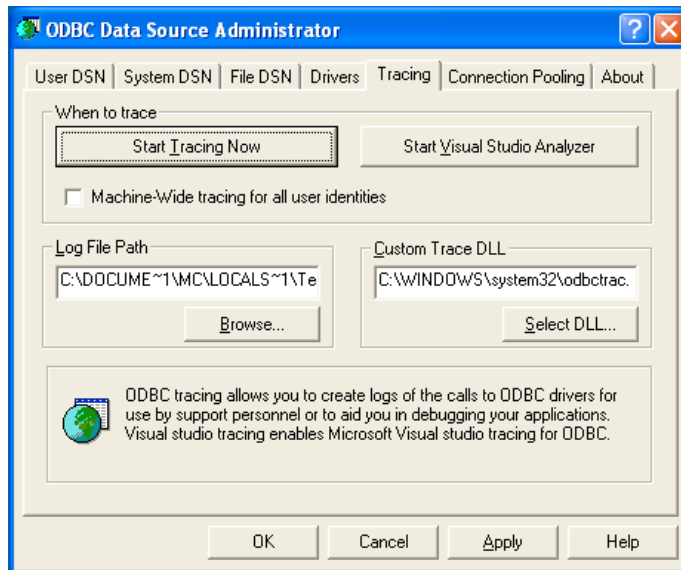 ODBC Data Source Administrator
User DSN System DSN File DSN Drivers Tracing Connection Pooling About
When to trace
Start Tracing Now Start Visual Studio Analyzer
Machine-Wide tracing for all user identities
Log File Path Custom Trace DLL
C:\DOCUME~1\MC\LOCALS~1\Te C:\WINDOWS\system32\odbctrac.
Browse... Select DLL...
ODBC tracing allows you to create logs of the calls to ODBC drivers for
use by support personnel or to aid you in debugging your applications.
Visual studio tracing enables Microsoft Visual studio tracing for ODBC.
OK Cancel Apply Help